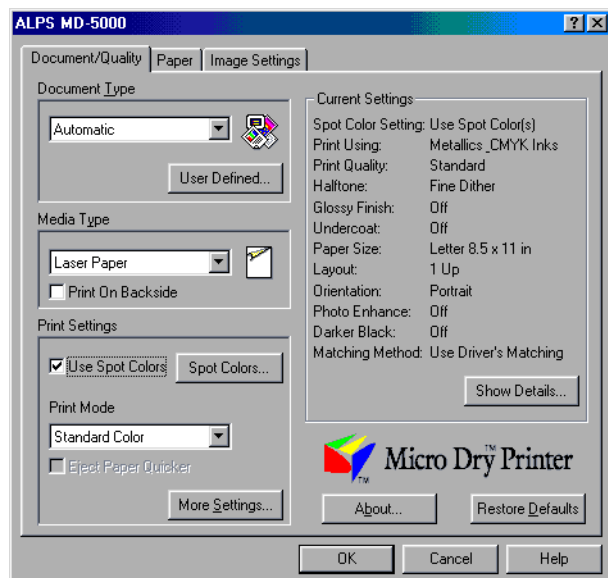 ALPS MD-5000
Document/Quality Paper Image Settings
Document Type
Automatic
User Defined...
Media Type
Laser Paper
Print On Backside
Print Settings
Use Spot Colors
Spot Colors...
Print Mode
Standard Color
Eject Paper Quicker
More Settings...
Current Settings
Spot Color Setting: Use Spot Color(s)
Print Using: Metallics_CMYK Inks
Print Quality: Standard
Halftone: Fine Dither
Glossy Finish: Off
Undercoat: Off
Paper Size: Letter 8.5 x 11 in
Layout: 1 Up
Orientation: Portrait
Photo Enhance: Off
Darker Black: Off
Matching Method: Use Driver's Matching
Show Details...
Micro Dry™ Printer
TM
About...
Restore Defaults
OK Cancel Help